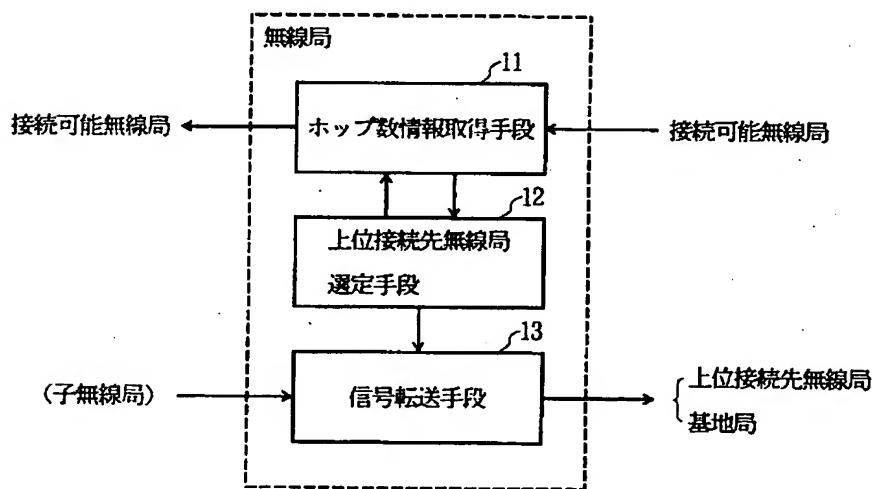 無線局
11
接続可能無線局
ホップ数情報取得手段
接続可能無線局
12
上位接続先無線局
選定手段
13
(子無線局)
信号転送手段
上位接続先無線局
基地局